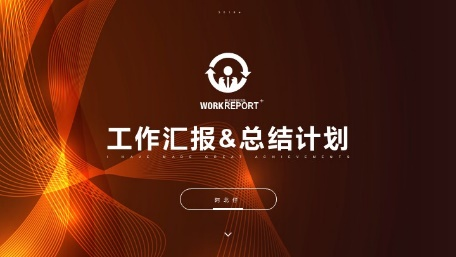 WORKREPORT+
工作汇报&总结计划
I HAVE MADE GREAT ACHIEVEMENTS